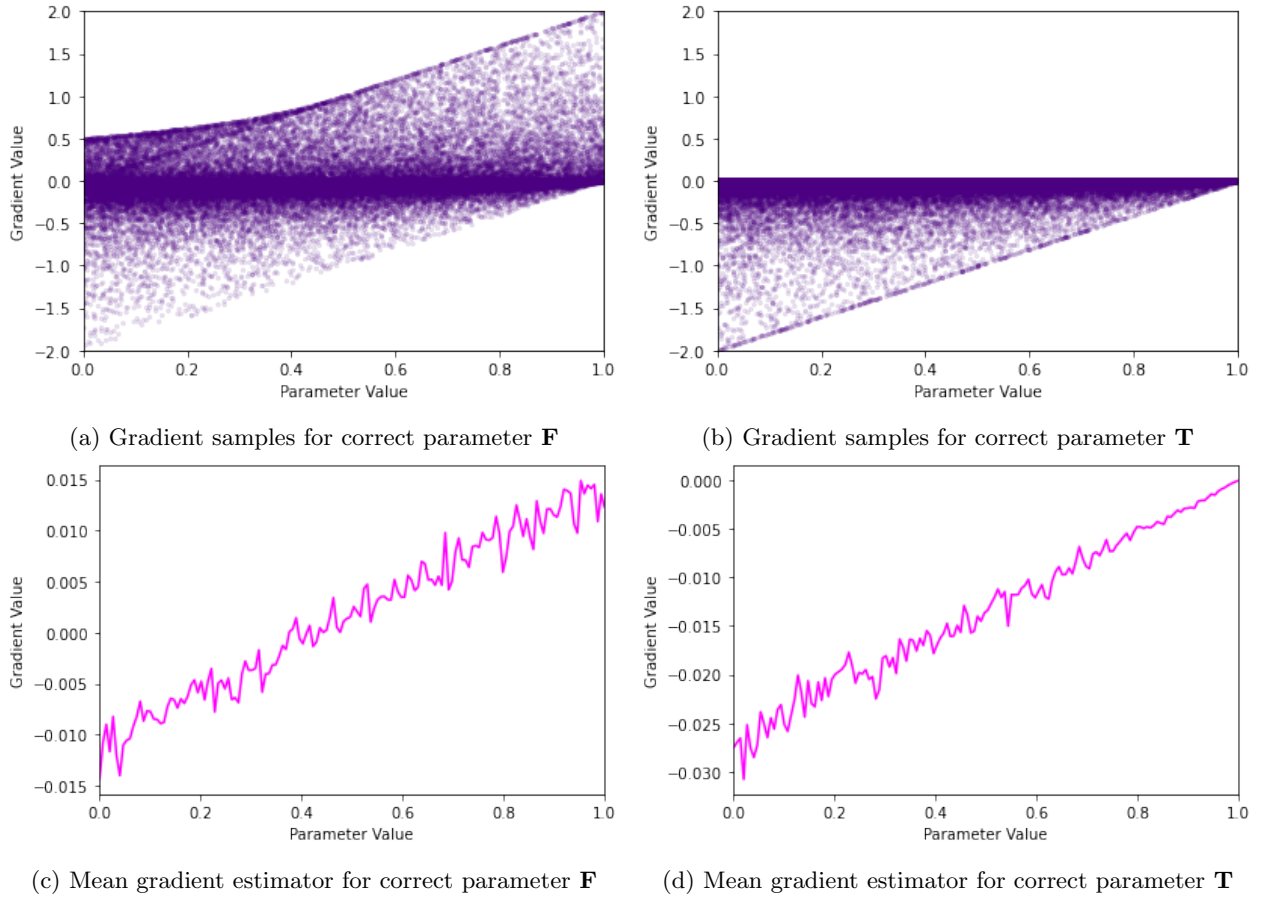 2.0
1.5
1.0
0.5
0.0
−0.5
−1.0
−1.5
−2.0
Gradient Value
0.0 0.2 0.4 0.6 0.8 1.0
Parameter Value
(a) Gradient samples for correct parameter F
2.0
1.5
1.0
0.5
0.0
−0.5
−1.0
−1.5
−2.0
Gradient Value
0.0 0.2 0.4 0.6 0.8 1.0
Parameter Value
(b) Gradient samples for correct parameter T
0.015
0.010
0.005
0.000
−0.005
−0.010
−0.015
Gradient Value
0.0 0.2 0.4 0.6 0.8 1.0
Parameter Value
(c) Mean gradient estimator for correct parameter F
0.000
−0.005
−0.010
−0.015
−0.020
−0.025
−0.030
Gradient Value
0.0 0.2 0.4 0.6 0.8 1.0
Parameter Value
(d) Mean gradient estimator for correct parameter T